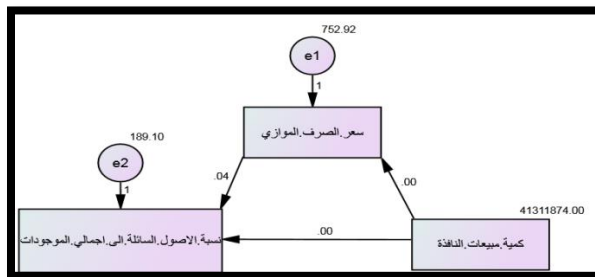 752.92
e1
1
سعر.الصرف.الموازي
189.10
e2
1
.04
.00
41311874.00
نسبة.الاصول.السائلة.الى.اجمالي.الموجودات
.00
كمية.مبيعات.النافذة